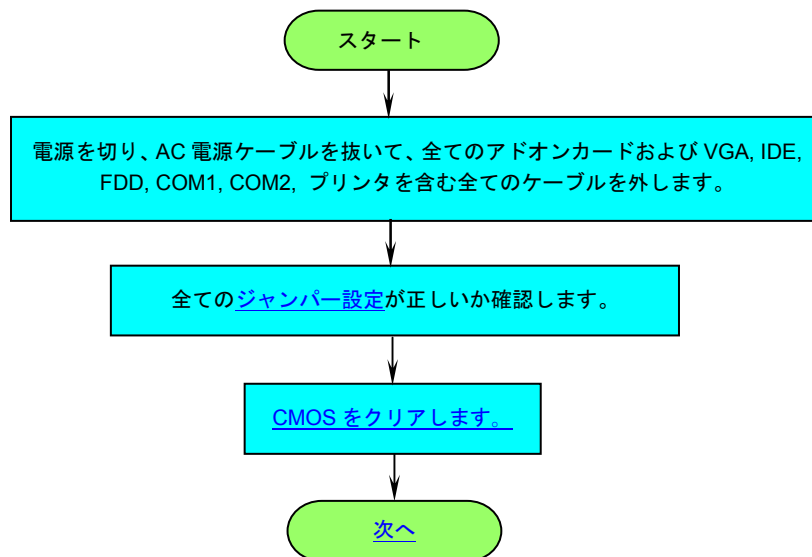 スタート
電源を切り、AC 電源ケーブルを抜いて、全てのアドオンカードおよび VGA, IDE,
FDD, COM1, COM2, プリンタを含む全てのケーブルを外します。
全てのジャンパー設定が正しいか確認します。
CMOS をクリアします。
次へ